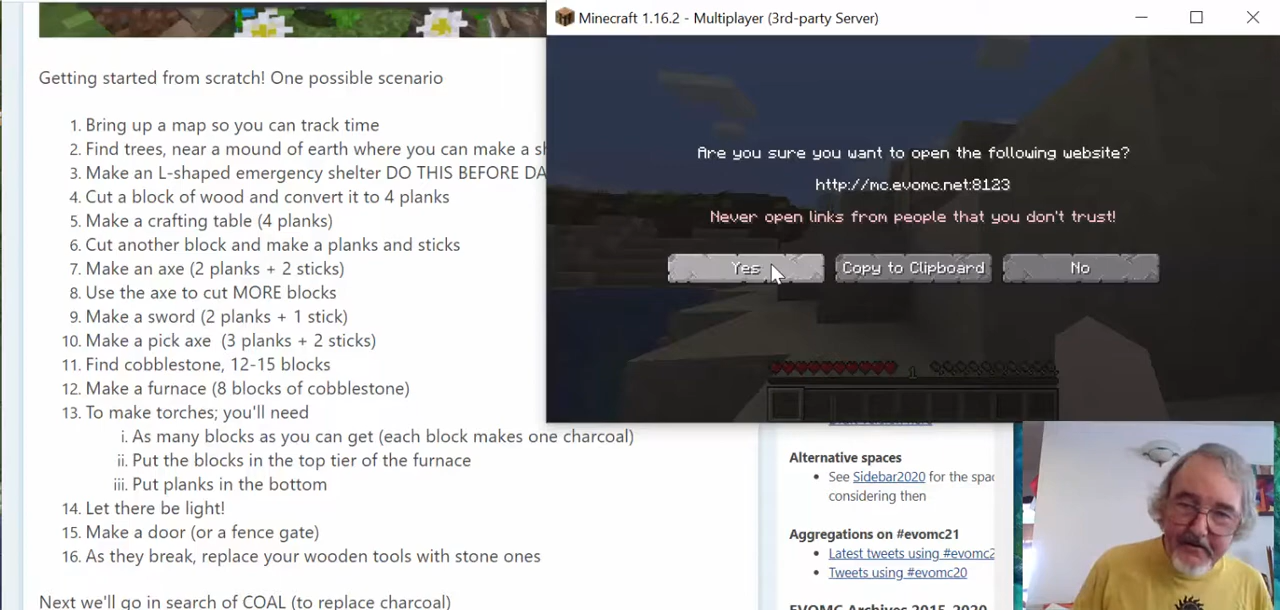 Minecraft 1.16.2 - Multiplayer (3rd-party Server)
Getting started from scratch! One possible scenario
1. Bring up a map so you can track time
2. Find trees, near a mound of earth where you can make a
3. Make an L-shaped emergency shelter DO THIS BEFORE
4. Cut a block of wood and convert it to 4 planks
5. Make a crafting table (4 planks)
6. Cut another block and make a planks and sticks
7. Make an axe (2 planks + 2 sticks)
8. Use the axe to cut MORE blocks
9. Make a sword (2 planks + 1 stick)
10. Make a pick axe (3 planks + 2 sticks)
11. Find cobblestone, 12-15 blocks
12. Make a furnace (8 blocks of cobblestone)
13. To make torches; you'll need
i. As many blocks as you can get (each block makes one charcoal)
ii. Put the blocks in the top tier of the furnace
iii. Put planks in the bottom
14. Let there be light!
15. Make a door (or a fence gate)
16. As they break, replace your wooden tools with stone ones
Next we'll go in search of COAL (to replace charcoal)
Are you sure you want to open the following website?
http://mc.evomc.net:8123
Never open links from people that you don't trust!
Yes
Copy to Clipboard
No
1
Alternative spaces
See Sidebar2020 for the
considering then
Aggregations on #evomc21
Latest tweets using
Tweets using #evomc20
EVOMC Archives 2015-2020